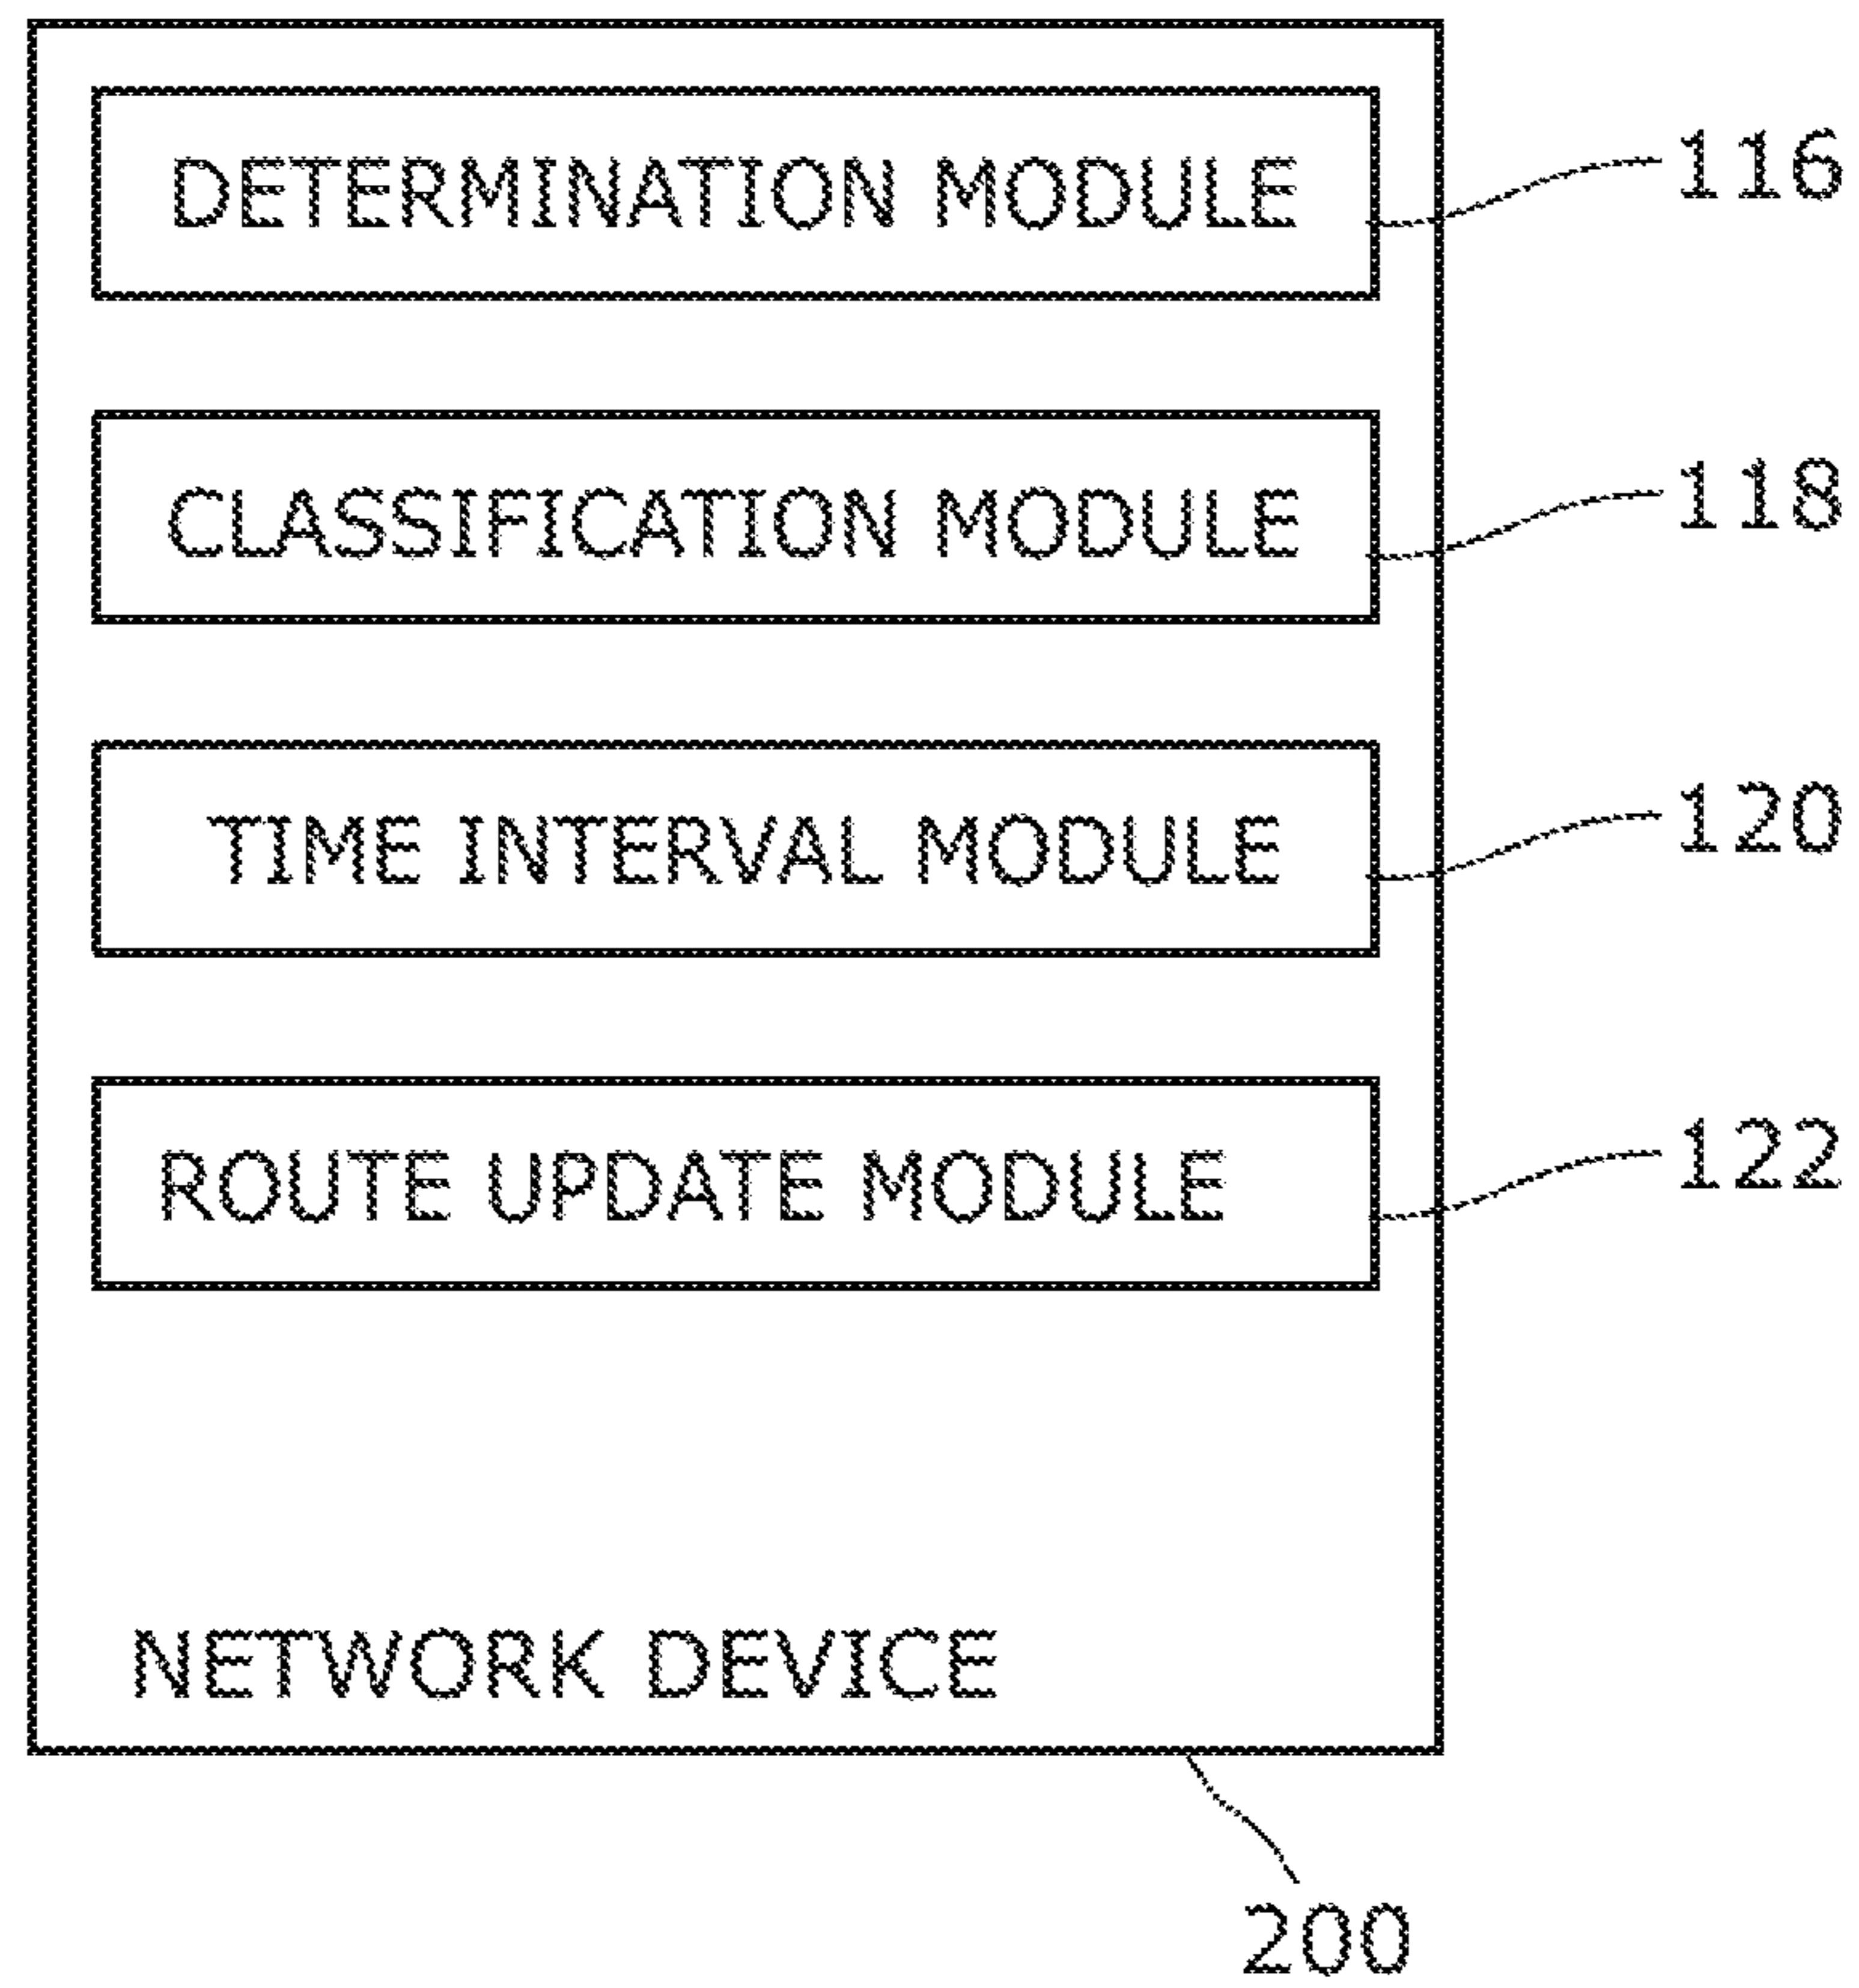 DETERMINATION MODULE
116
CLASSIFICATION MODULE
118
TIME INTERVAL MODULE
120
ROUTE UPDATE MODULE
122
NETWORK DEVICE
200